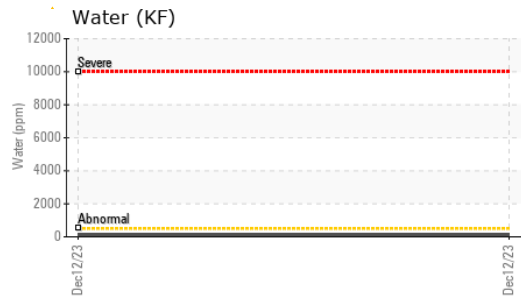 Water (KF)
12000
Severe
10000
8000
Water (ppm)
6000
4000
2000
Abnormal
0
Dec12/23
Dec12/23